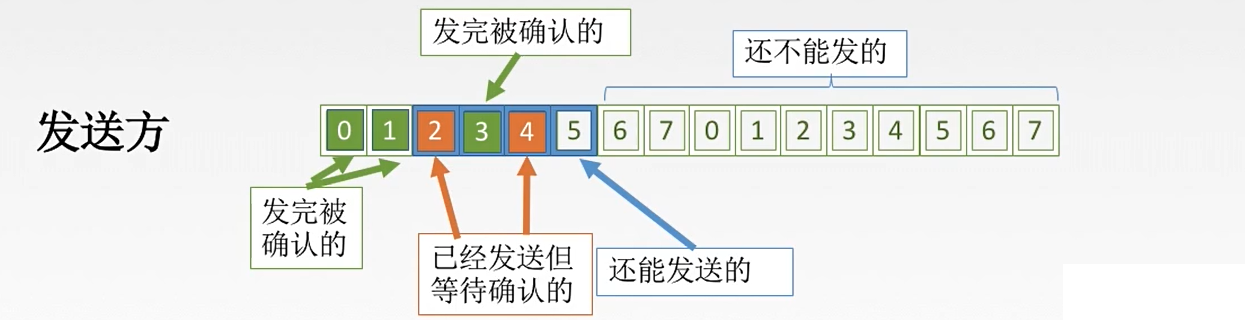 发完被确认的
还不能发的
发送方
0 1 2 3 4 5 6 7 0 1 2 3 4 5 6 7
发完被
确认的
已经发送但
等待确认的
还能发送的